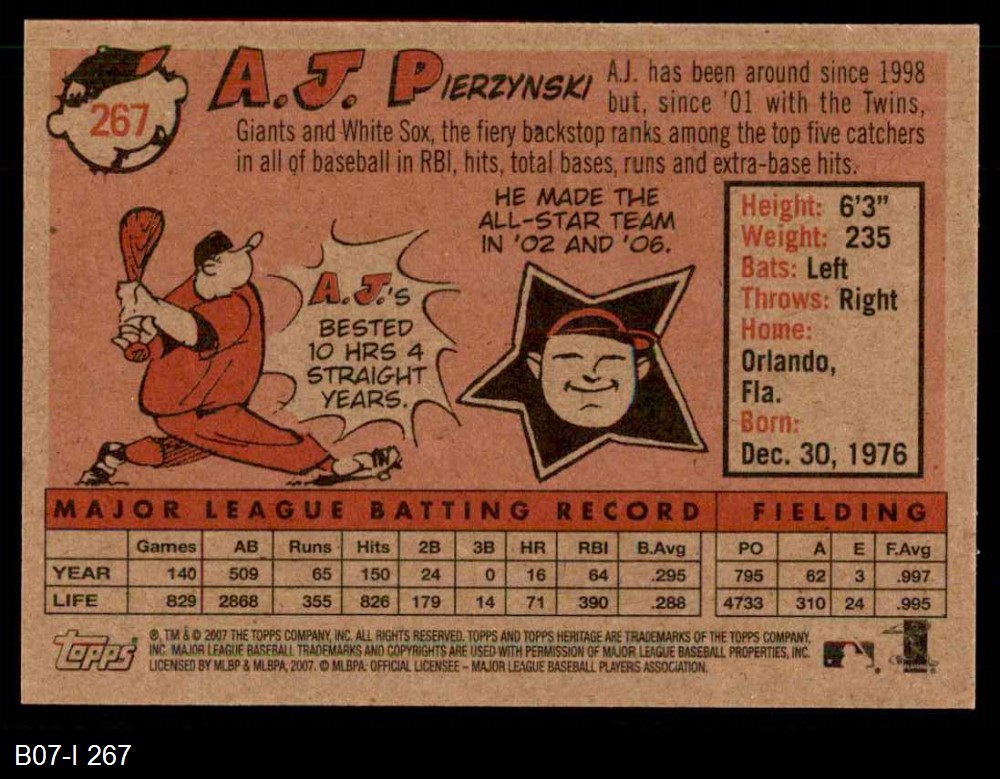 267
A.J. PIERZYNSKI
A.J. has been around since 1998
but, since '01 with the Twins,
Giants and White Sox, the fiery backstop ranks among the top five catchers
in all of baseball in RBI, hits, total bases, runs and extra-base hits.
HE MADE THE
ALL-STAR TEAM
IN '02 AND '06.
A.J.'S
BESTED
10 HRS 4
STRAIGHT
YEARS.
Height: 6'3"
Weight: 235
Bats: Left
Throws: Right
Home:
Orlando,
Fla.
Born:
Dec. 30, 1976
MAJOR LEAGUE BATTING RECORD FIELDING
Games AB Runs Hits 2B 3B HR RBI B.Avg PO A E F.Avg
YEAR 140 509 65 150 24 0 16 64 .295 795 62 3 .997
LIFE 829 2868 355 826 179 14 71 390 .288 4733 310 24 .995
Topps
®, TM & © 2007 THE TOPPS COMPANY, INC. ALL RIGHTS RESERVED. TOPPS AND TOPPS HERITAGE ARE TRADEMARKS OF THE TOPPS COMPANY,
INC. MAJOR LEAGUE BASEBALL TRADEMARKS AND COPYRIGHTS ARE USED WITH PERMISSION OF MAJOR LEAGUE BASEBALL PROPERTIES, INC.
LICENSED BY MLBP & MLBPA, 2007. © MLBPA. OFFICIAL LICENSEE – MAJOR LEAGUE BASEBALL PLAYERS ASSOCIATION.
B07-I 267